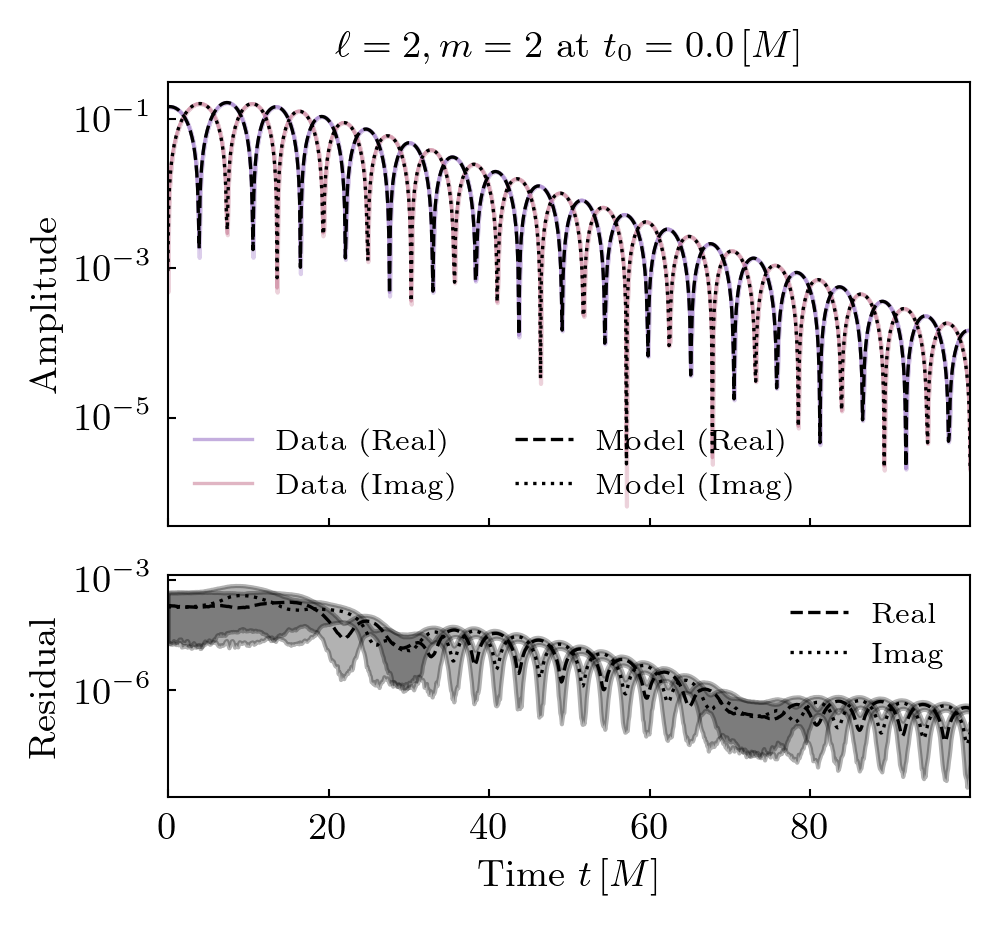 ℓ = 2, m = 2 at t₀ = 0.0 [M]
10⁻¹
10⁻³
10⁻⁵
Amplitude
Data (Real)
Data (Imag)
Model (Real)
Model (Imag)
10⁻³
10⁻⁶
Residual
Real
Imag
0 20 40 60 80
Time t [M]